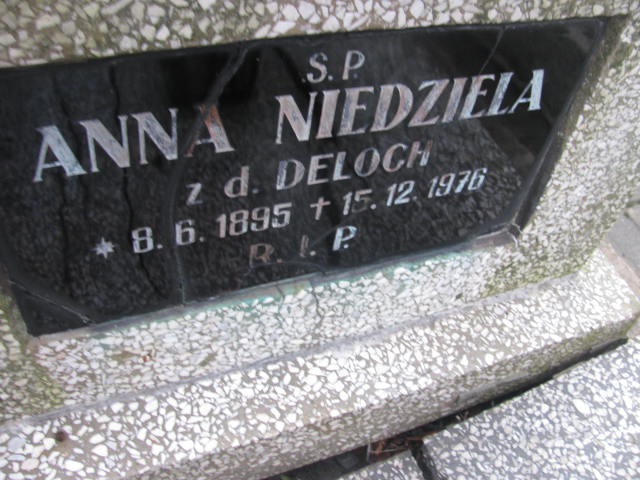 S.P.
ANNA NIEDZIELA
z d. DELOCH
* 8.6.1895 + 15.12.1976
R.I.P.